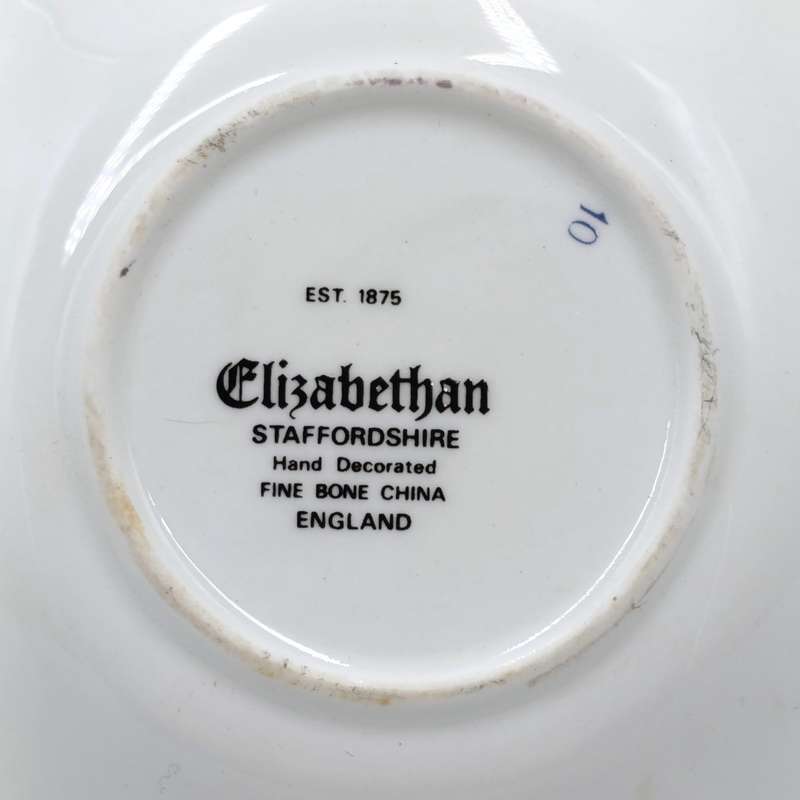 10
EST. 1875
Elizabethan
STAFFORDSHIRE
Hand Decorated
FINE BONE CHINA
ENGLAND